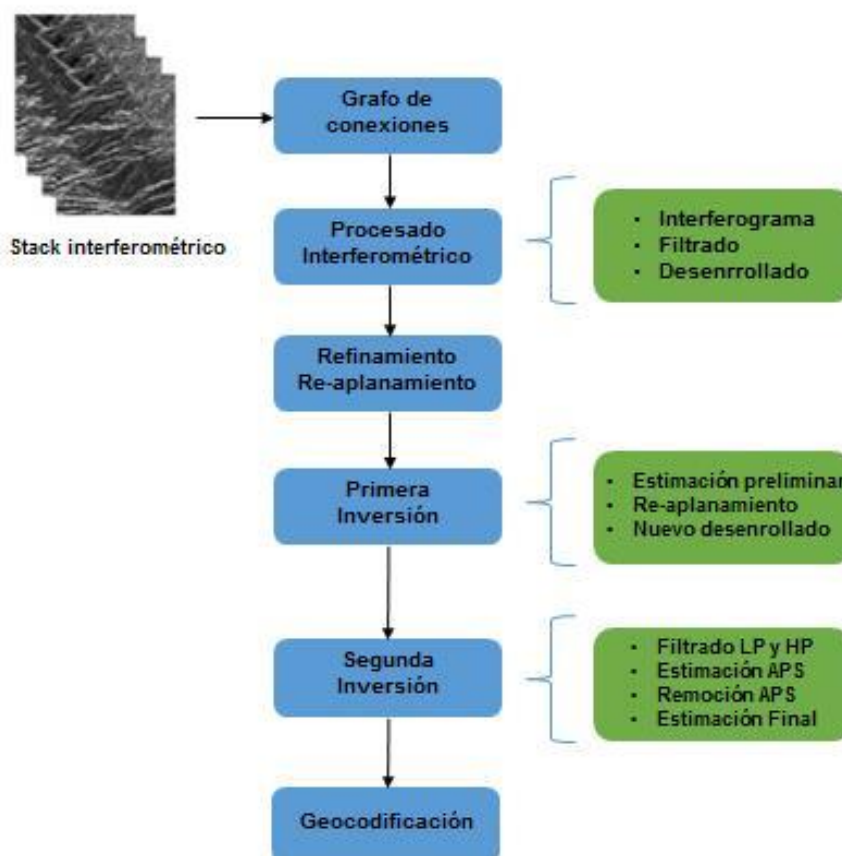 Stack interferométrico
Grafo de
conexiones
Procesado
Interferométrico
• Interferograma
• Filtrado
• Desenrrollado
Refinamiento
Re-aplanamiento
Primera
Inversión
• Estimación preliminar
• Re-aplanamiento
• Nuevo desenrollado
Segunda
Inversión
• Filtrado LP y HP
• Estimación APS
• Remoción APS
• Estimación Final
Geocodificación